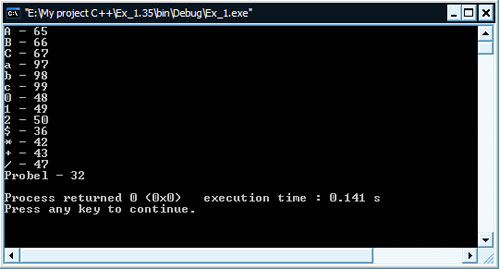 "E:\My project C++\Ex_1.35\bin\Debug\Ex_1.exe"
A - 65
B - 66
C - 67
a - 97
b - 98
c - 99
0 - 48
1 - 49
2 - 50
$ - 36
* - 42
+ - 43
/ - 47
Probel - 32
Process returned 0 (0x0)   execution time : 0.141 s
Press any key to continue.